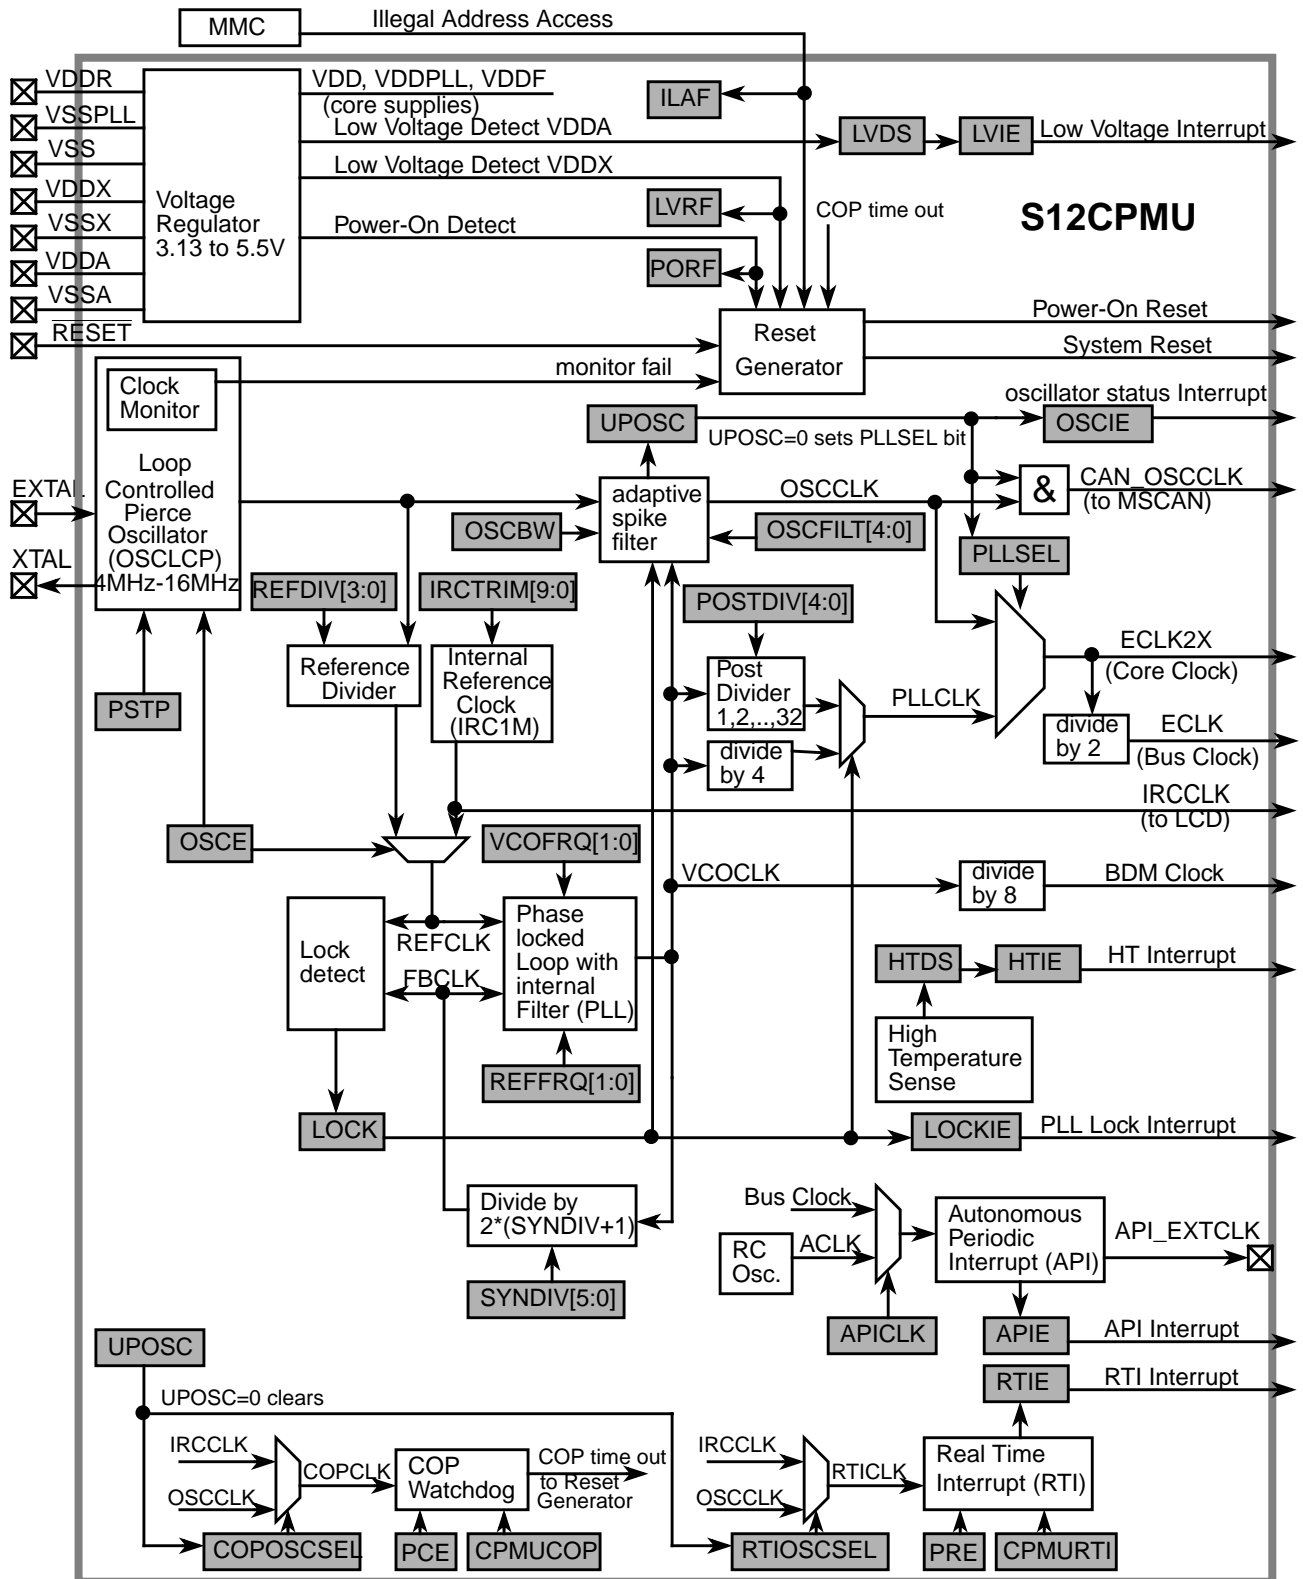 MMC
Illegal Address Access
VDDR
VSSPLL
VSS
VDDX
VSSX
VDDA
VSSA
RESET
Voltage
Regulator
3.13 to 5.5V
VDD, VDDPLL, VDDF
(core supplies)
Low Voltage Detect VDDA
Low Voltage Detect VDDX
Power-On Detect
ILAF
LVRF
PORF
COP time out
LVDS
LVIE
Low Voltage Interrupt
S12CPMU
Reset
Generator
Power-On Reset
System Reset
monitor fail
Clock
Monitor
Loop
Controlled
Pierce
Oscillator
(OSCLCP)
4MHz-16MHz
EXTAL
XTAL
UPOSC
UPOSC=0 sets PLLSEL bit
oscillator status Interrupt
OSCIE
adaptive
spike
filter
OSCCLK
OSCBW
OSCFILT[4:0]
&
CAN_OSCCLK
(to MSCAN)
PLLSEL
REFDIV[3:0]
IRCTRIM[9:0]
POSTDIV[4:0]
Reference
Divider
Internal
Reference
Clock
(IRC1M)
Post
Divider
1,2,..,32
PLLCLK
divide
by 4
ECLK2X
(Core Clock)
divide
by 2
ECLK
(Bus Clock)
PSTP
IRCCLK
(to LCD)
OSCE
VCOFRQ[1:0]
VCOCLK
divide
by 8
BDM Clock
Lock
detect
REFCLK
FBCLK
Phase
locked
Loop with
internal
Filter (PLL)
REFFRQ[1:0]
HTDS
HTIE
HT Interrupt
High
Temperature
Sense
LOCK
LOCKIE
PLL Lock Interrupt
Divide by
2*(SYNDIV+1)
SYNDIV[5:0]
Bus Clock
RC
Osc.
ACLK
APICLK
Autonomous
Periodic
Interrupt (API)
API_EXTCLK
APIE
API Interrupt
RTIE
RTI Interrupt
UPOSC
UPOSC=0 clears
IRCCLK
OSCCLK
COPCLK
COP
Watchdog
COP time out
to Reset
Generator
COPOSCSEL
PCE
CPMUCOP
IRCCLK
OSCCLK
RTICLK
Real Time
Interrupt (RTI)
RTIOSCSEL
PRE
CPMURTI